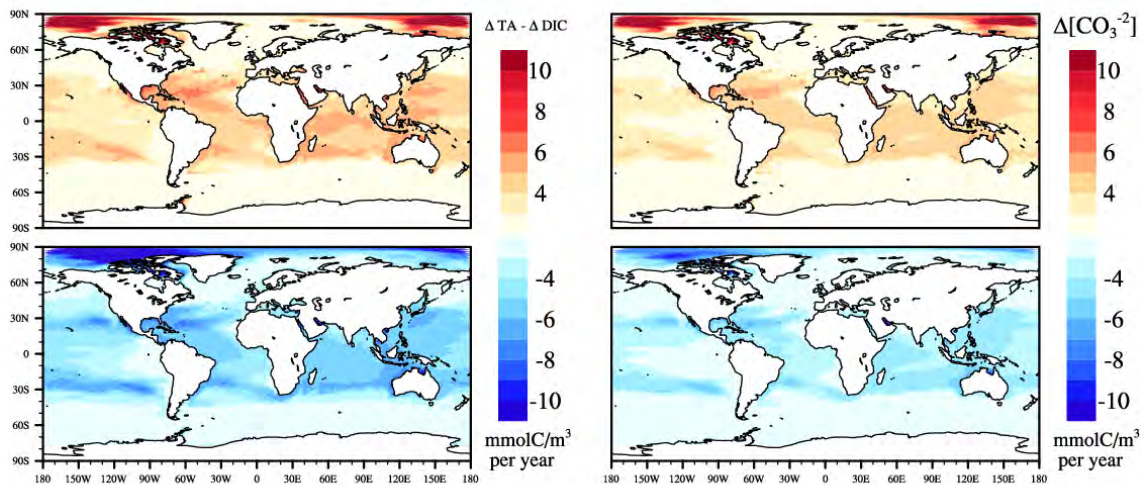 Δ TA - Δ DIC
Δ[CO₃⁻²]
90N
60N
30N
0
30S
60S
90S
10
8
6
4
10
8
6
4
90N
60N
30N
0
30S
60S
90S
-4
-6
-8
-10
-4
-6
-8
-10
mmolC/m³
per year
mmolC/m³
per year
180 150W 120W 90W 60W 30W 0 30E 60E 90E 120E 150E 180
180 150W 120W 90W 60W 30W 0 30E 60E 90E 120E 150E 180